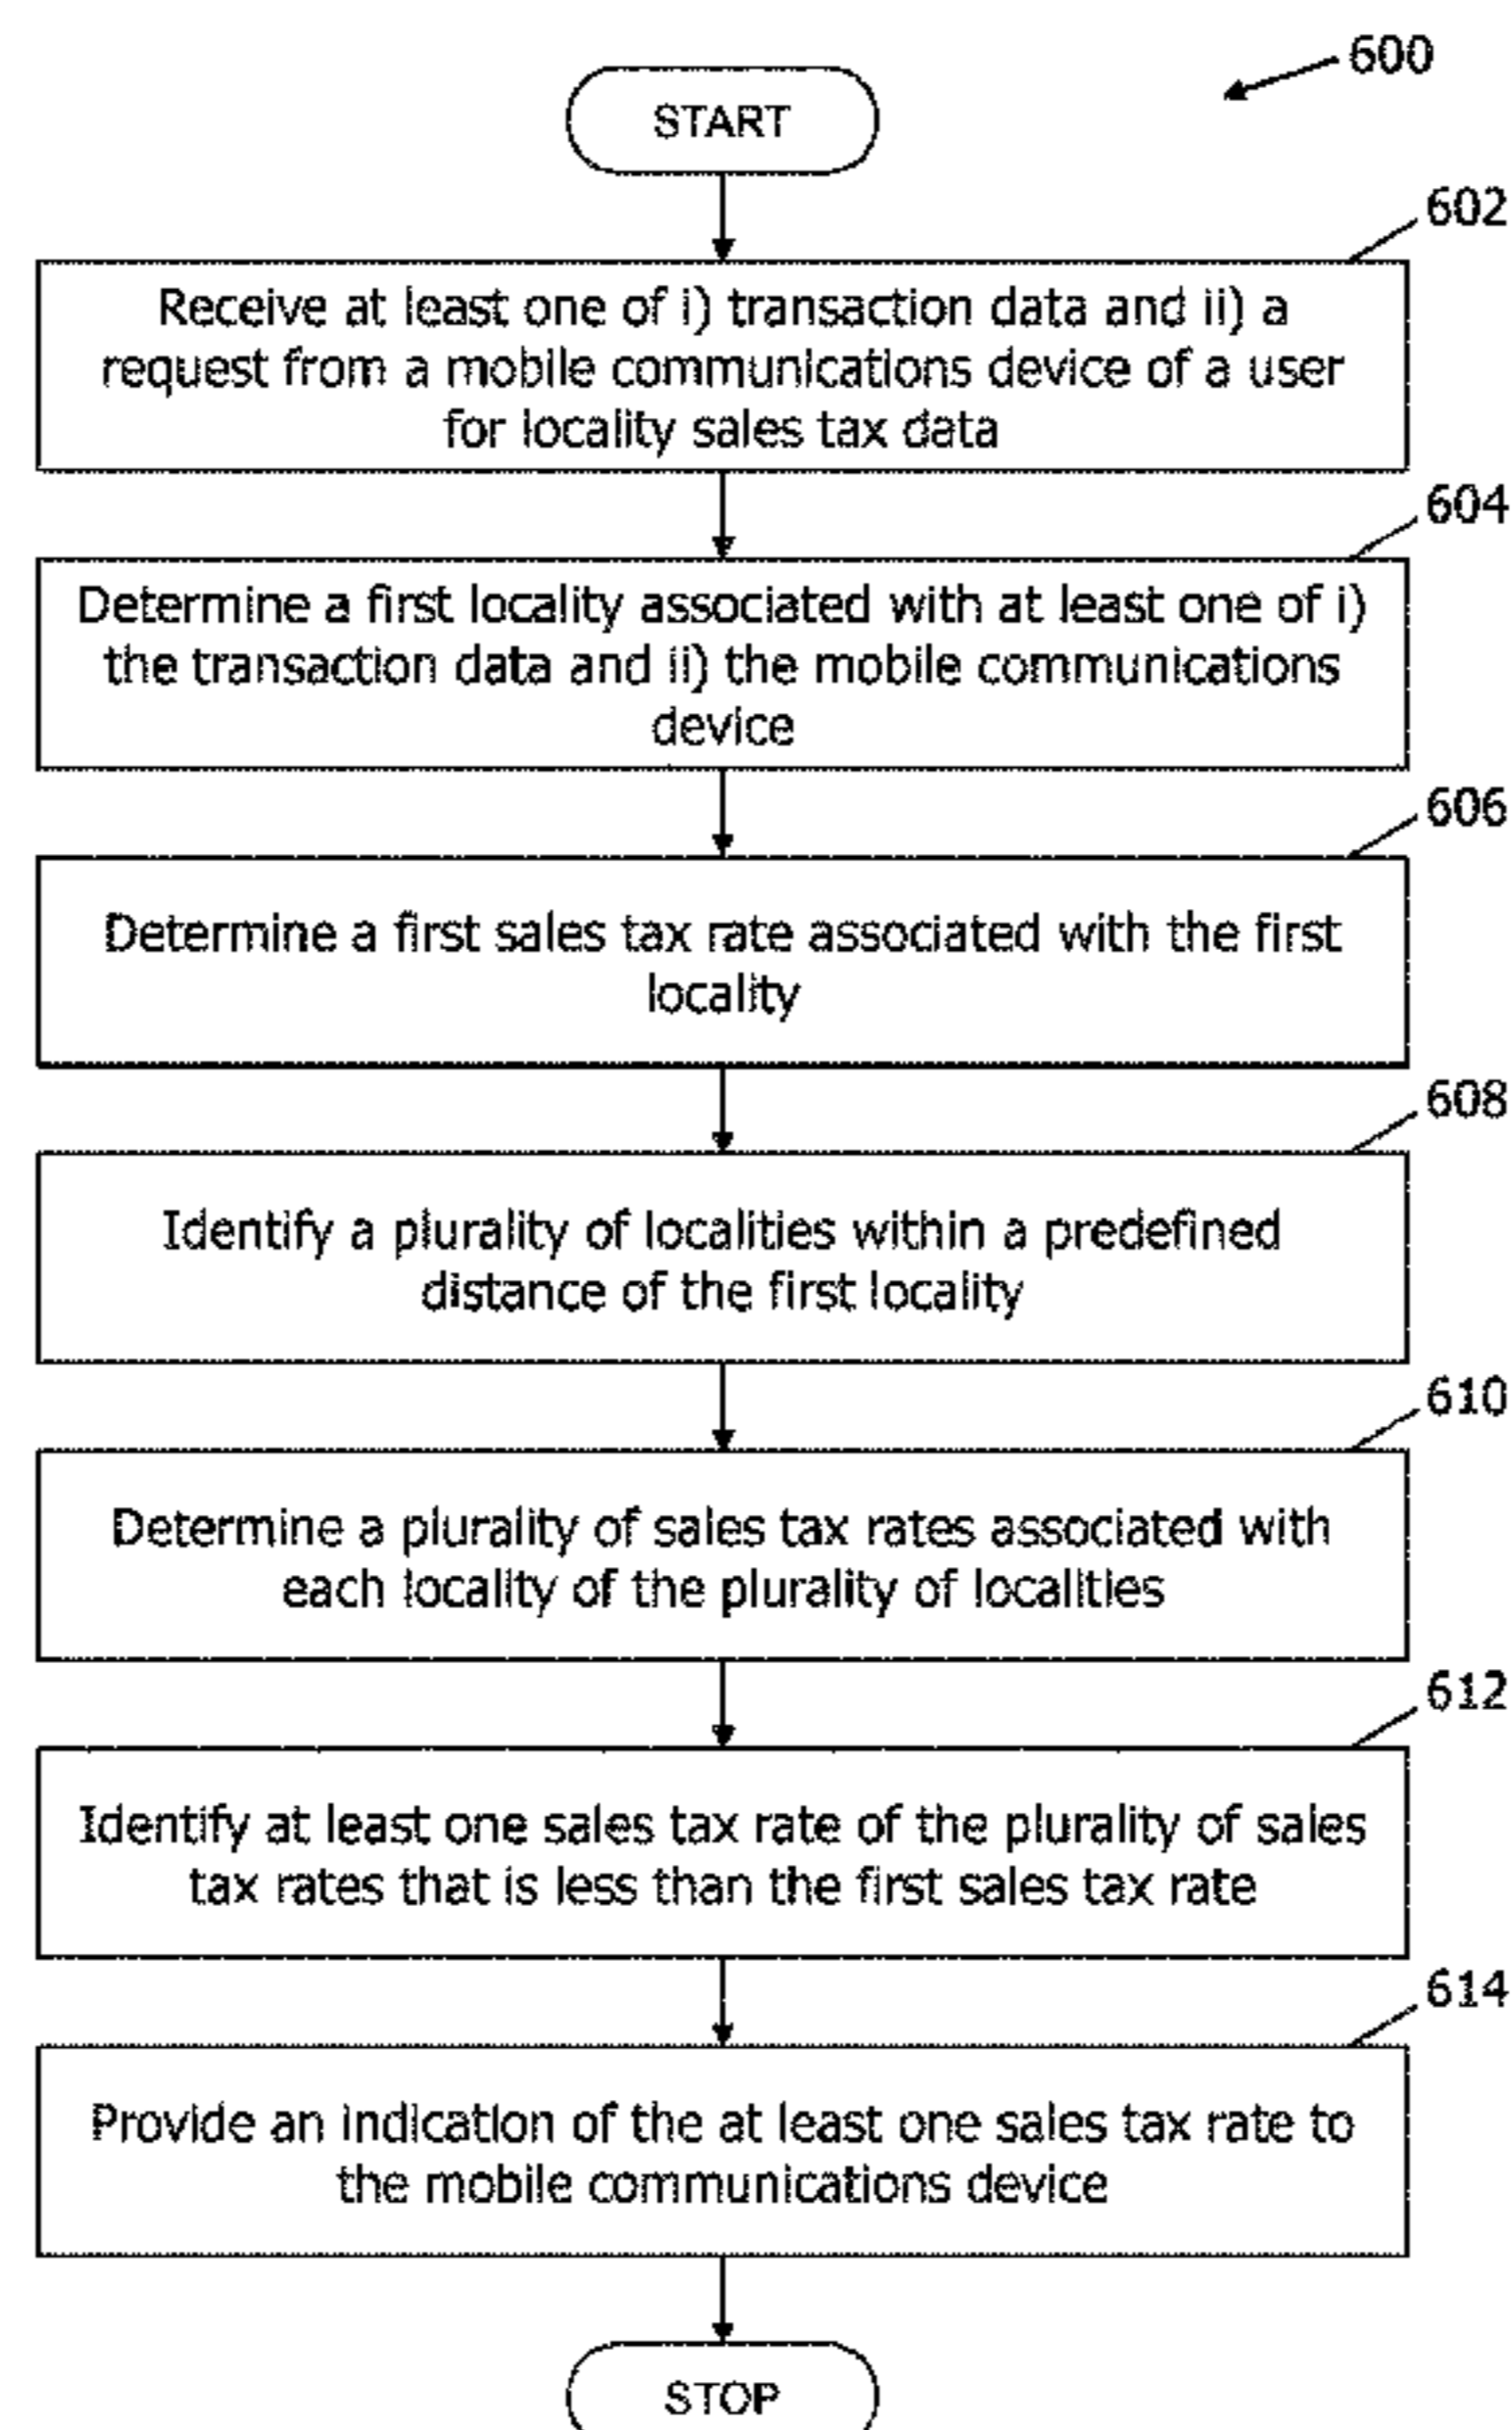 600
START
602
Receive at least one of i) transaction data and ii) a
request from a mobile communications device of a user
for locality sales tax data
604
Determine a first locality associated with at least one of i)
the transaction data and ii) the mobile communications
device
606
Determine a first sales tax rate associated with the first
locality
608
Identify a plurality of localities within a predefined
distance of the first locality
610
Determine a plurality of sales tax rates associated with
each locality of the plurality of localities
612
Identify at least one sales tax rate of the plurality of sales
tax rates that is less than the first sales tax rate
614
Provide an indication of the at least one sales tax rate to
the mobile communications device
STOP